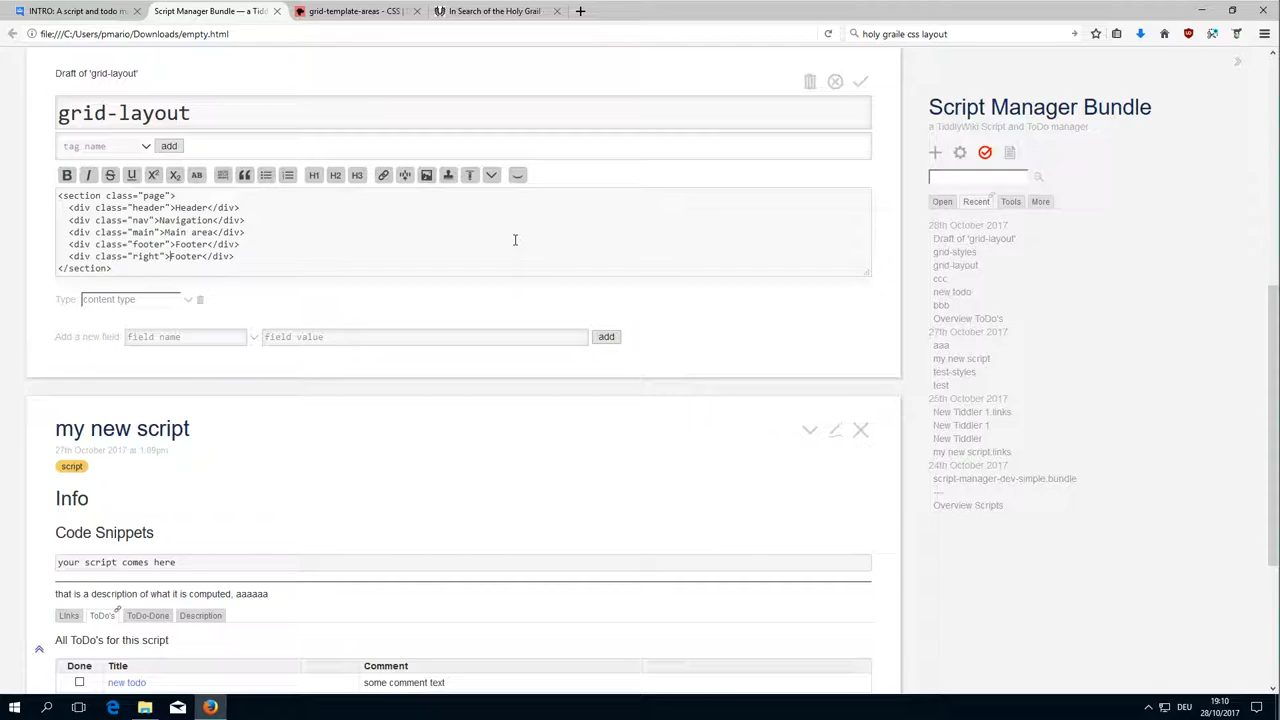 INTRO: A script and todo m
Script Manager Bundle — a Tidd
grid-template-areas - CSS |
In Search of the Holy Grail
file:///C:/Users/pmario/Downloads/empty.html
holy graile css layout
Draft of 'grid-layout'
grid-layout
tag name
add
B I S U X² X₂ AB H1 H2 H3
<section class="page">
<div class="header">Header</div>
<div class="nav">Navigation</div>
<div class="main">Main area</div>
<div class="footer">Footer</div>
<div class="right">Footer</div>
</section>
Type: content type
Add a new field: field name field value add
my new script
27th October 2017 at 1:09pm
script
Info
Code Snippets
your script comes here
that is a description of what it is computed, aaaaaa
Links ToDo's ToDo-Done Description
All ToDo's for this script
Done Title Comment
new todo some comment text
Script Manager Bundle
a TiddlyWiki Script and ToDo manager
Open Recent Tools More
28th October 2017
Draft of 'grid-layout'
grid-styles
grid-layout
ccc
new todo
bbb
Overview ToDo's
27th October 2017
aaa
my new script
test-styles
test
25th October 2017
New Tiddler 1.links
New Tiddler 1
New Tiddler
my new script.links
24th October 2017
script-manager-dev-simple.bundle
---
Overview Scripts
DEU
19:10
28/10/2017